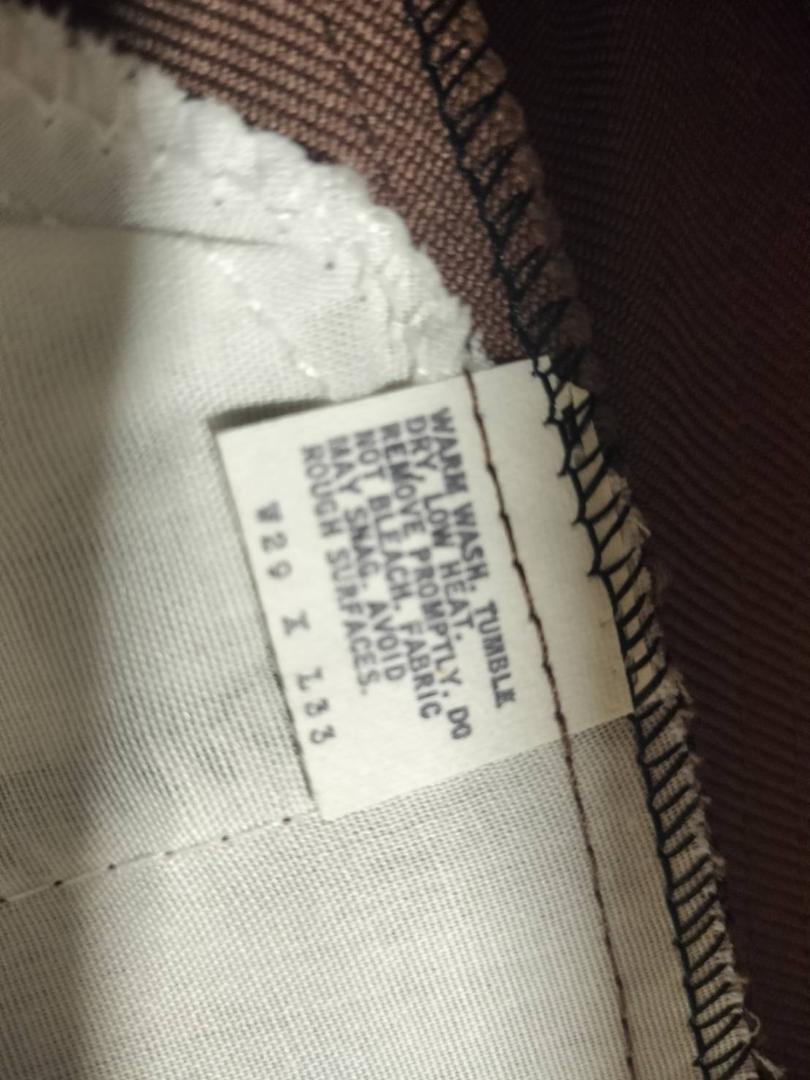 WARM WASH. TUMBLE
DRY, LOW HEAT.
REMOVE PROMPTLY. DO
NOT BLEACH. FABRIC
MAY SNAG. AVOID
ROUGH SURFACES.
W29 X L33